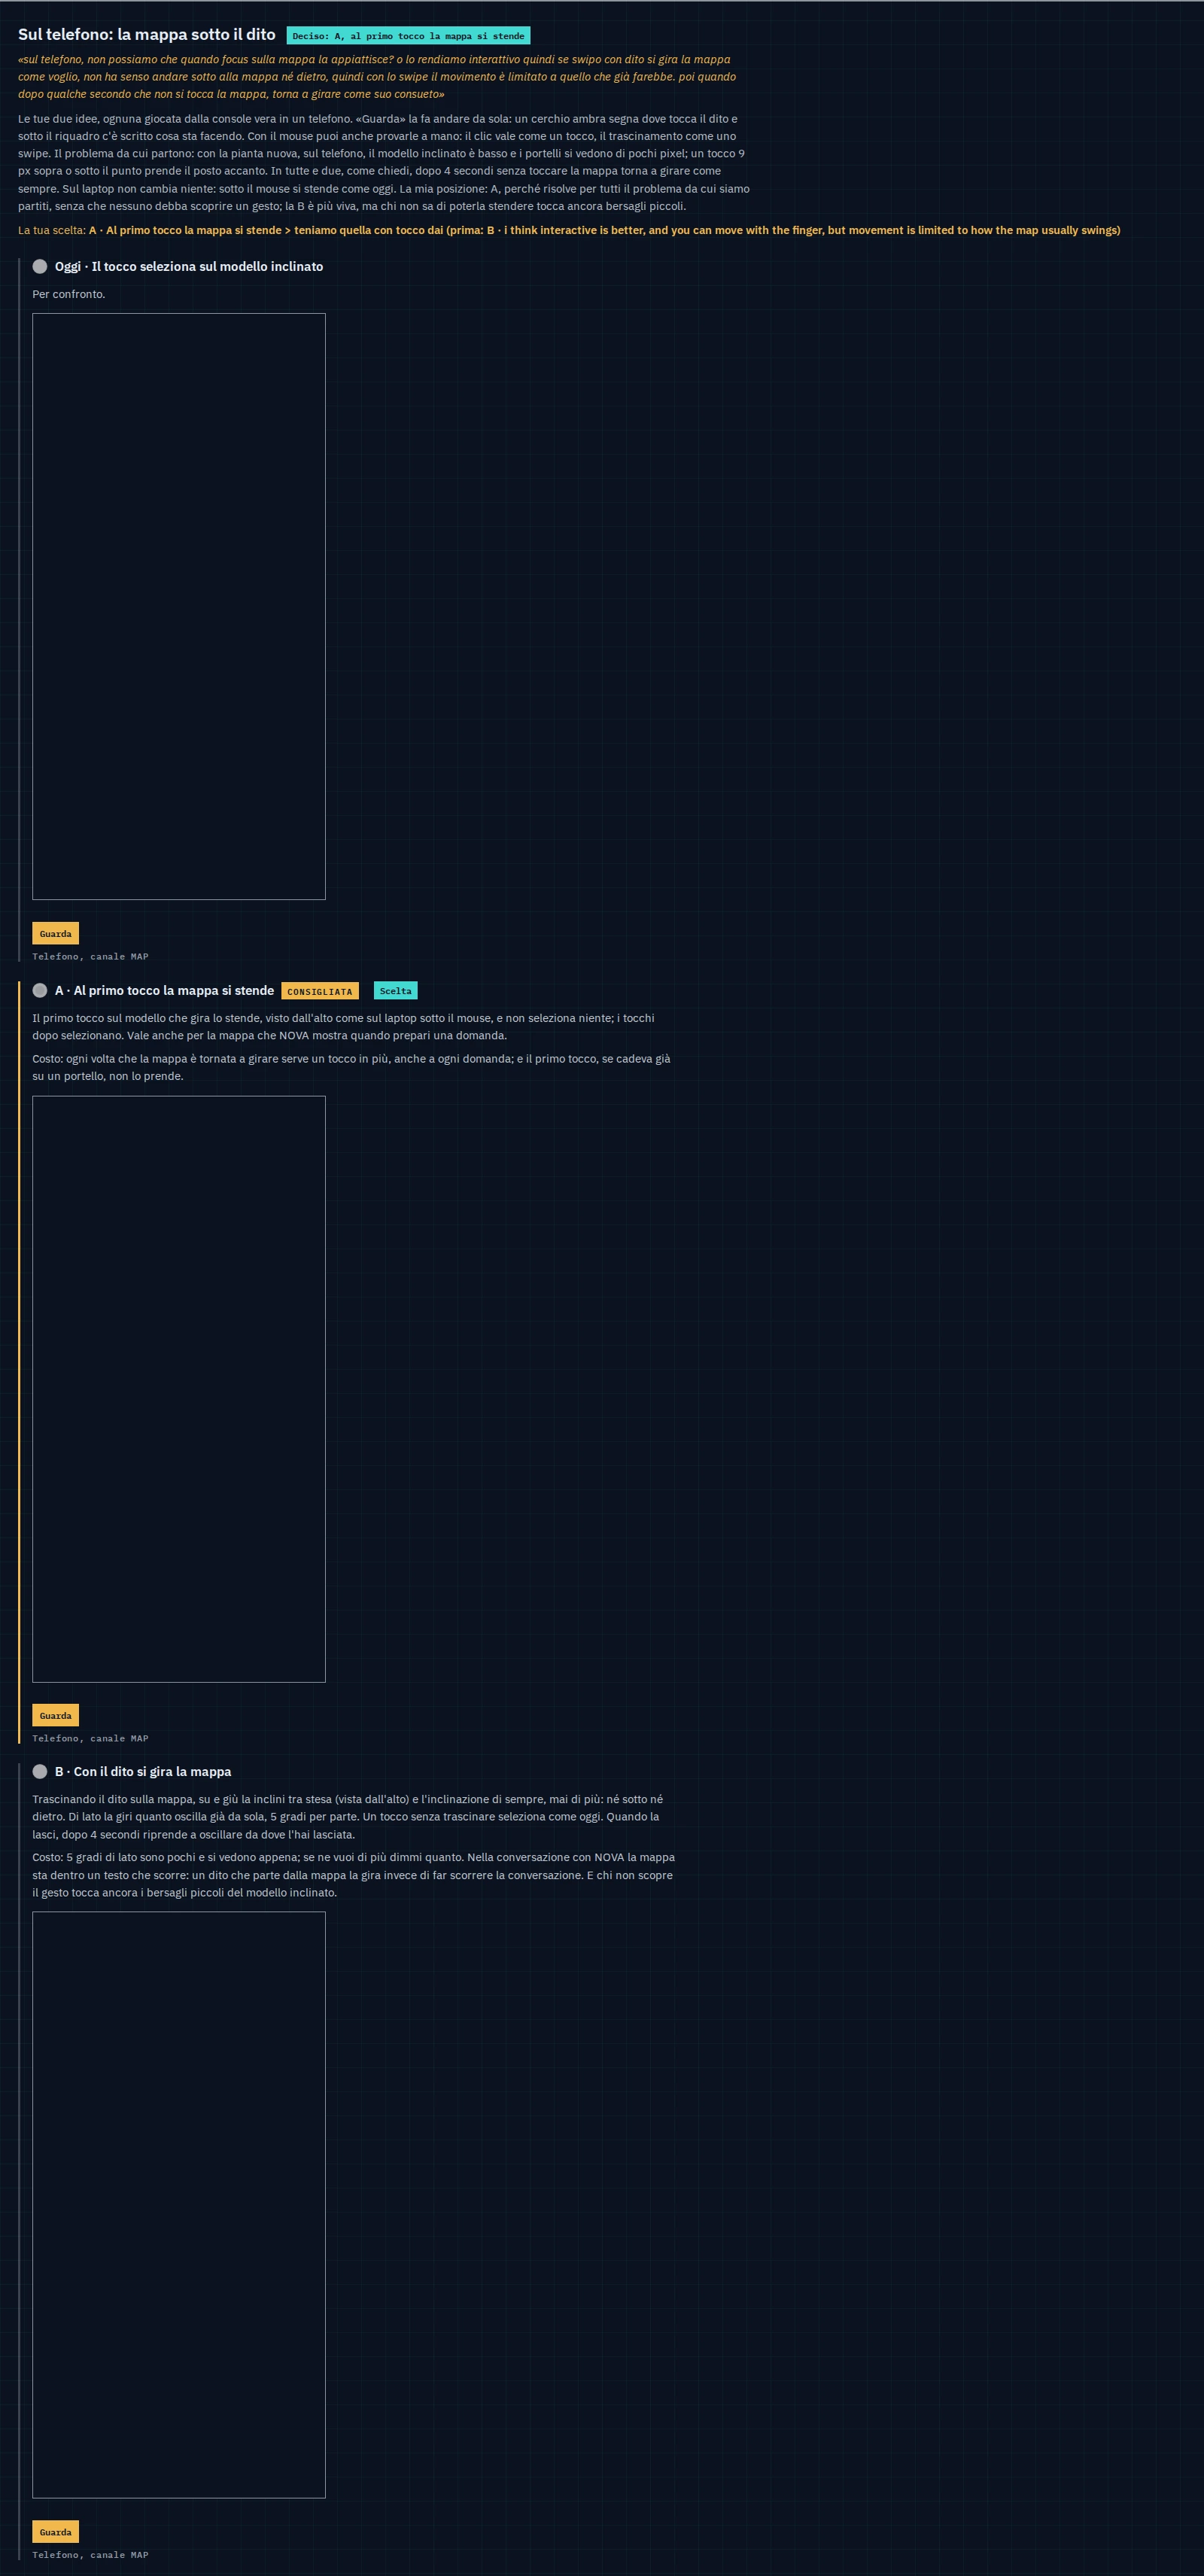 Sul telefono: la mappa sotto il dito Deciso: A, al primo tocco la mappa si stende
«sul telefono, non possiamo che quando focus sulla mappa la appiattisce? o lo rendiamo interattivo quindi se swipo con dito si gira la mappa
come voglio, non ha senso andare sotto alla mappa né dietro, quindi con lo swipe il movimento è limitato a quello che già farebbe. poi quando
dopo qualche secondo che non si tocca la mappa, torna a girare come suo consueto»
Le tue due idee, ognuna giocata dalla console vera in un telefono. «Guarda» la fa andare da sola: un cerchio ambra segna dove tocca il dito e
sotto il riquadro c'è scritto cosa sta facendo. Con il mouse puoi anche provarle a mano: il clic vale come un tocco, il trascinamento come uno
swipe. Il problema da cui partono: con la pianta nuova, sul telefono, il modello inclinato è basso e i portelli si vedono di pochi pixel; un tocco 9
px sopra o sotto il punto prende il posto accanto. In tutte e due, come chiedi, dopo 4 secondi senza toccare la mappa torna a girare come
sempre. Sul laptop non cambia niente: sotto il mouse si stende come oggi. La mia posizione: A, perché risolve per tutti il problema da cui siamo
partiti, senza che nessuno debba scoprire un gesto; la B è più viva, ma chi non sa di poterla stendere tocca ancora bersagli piccoli.
La tua scelta: A · Al primo tocco la mappa si stende > teniamo quella con tocco dai (prima: B · i think interactive is better, and you can move with the finger, but movement is limited to how the map usually swings)
Oggi · Il tocco seleziona sul modello inclinato
Per confronto.
Guarda
Telefono, canale MAP
A · Al primo tocco la mappa si stende CONSIGLIATA Scelta
Il primo tocco sul modello che gira lo stende, visto dall'alto come sul laptop sotto il mouse, e non seleziona niente; i tocchi
dopo selezionano. Vale anche per la mappa che NOVA mostra quando prepari una domanda.
Costo: ogni volta che la mappa è tornata a girare serve un tocco in più, anche a ogni domanda; e il primo tocco, se cadeva già
su un portello, non lo prende.
Guarda
Telefono, canale MAP
B · Con il dito si gira la mappa
Trascinando il dito sulla mappa, su e giù la inclini tra stesa (vista dall'alto) e l'inclinazione di sempre, mai di più: né sotto né
dietro. Di lato la giri quanto oscilla già da sola, 5 gradi per parte. Un tocco senza trascinare seleziona come oggi. Quando la
lasci, dopo 4 secondi riprende a oscillare da dove l'hai lasciata.
Costo: 5 gradi di lato sono pochi e si vedono appena; se ne vuoi di più dimmi quanto. Nella conversazione con NOVA la mappa
sta dentro un testo che scorre: un dito che parte dalla mappa la gira invece di far scorrere la conversazione. E chi non scopre
il gesto tocca ancora i bersagli piccoli del modello inclinato.
Guarda
Telefono, canale MAP